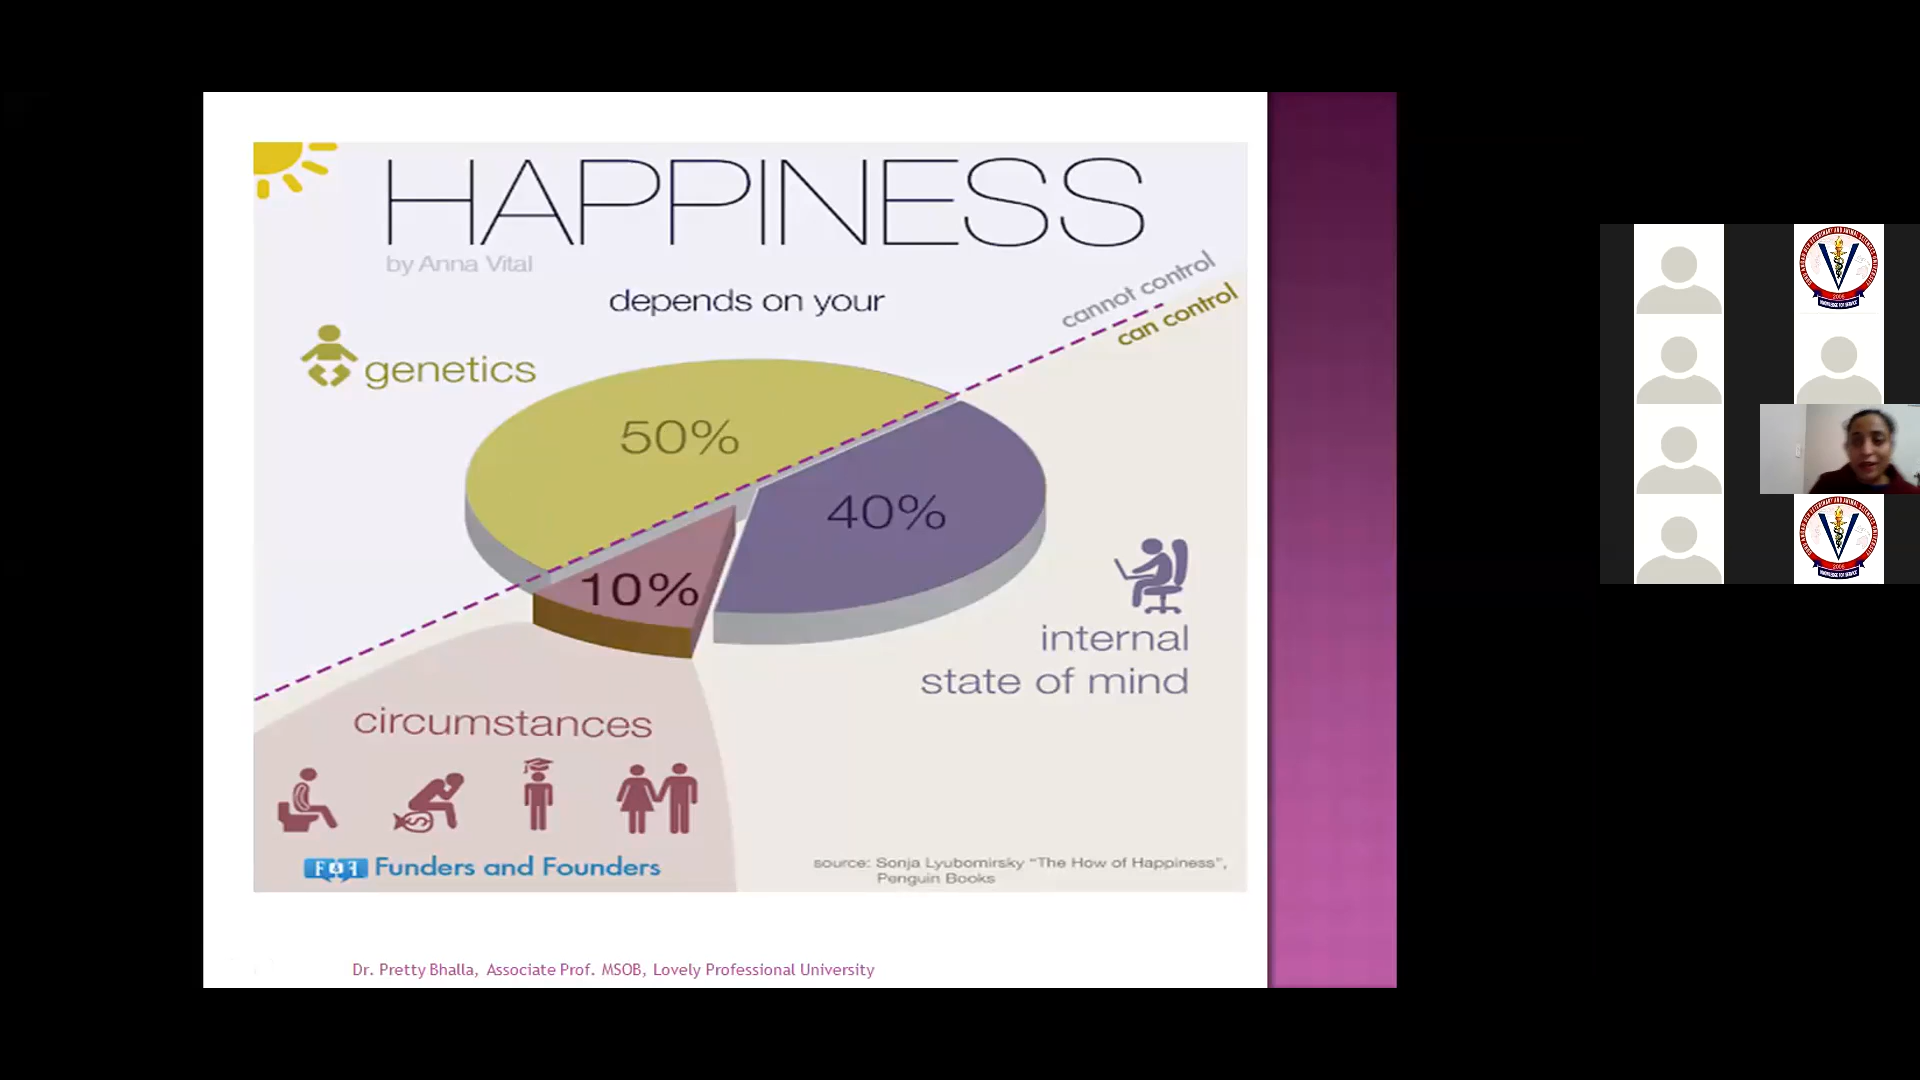 HAPPINESS
by Anna Vital
depends on your
cannot control
can control
genetics
50%
40%
10%
internal
state of mind
circumstances
Funders and Founders
source: Sonja Lyubomirsky “The How of Happiness”,
Penguin Books
Dr. Pretty Bhalla, Associate Prof. MSOB, Lovely Professional University